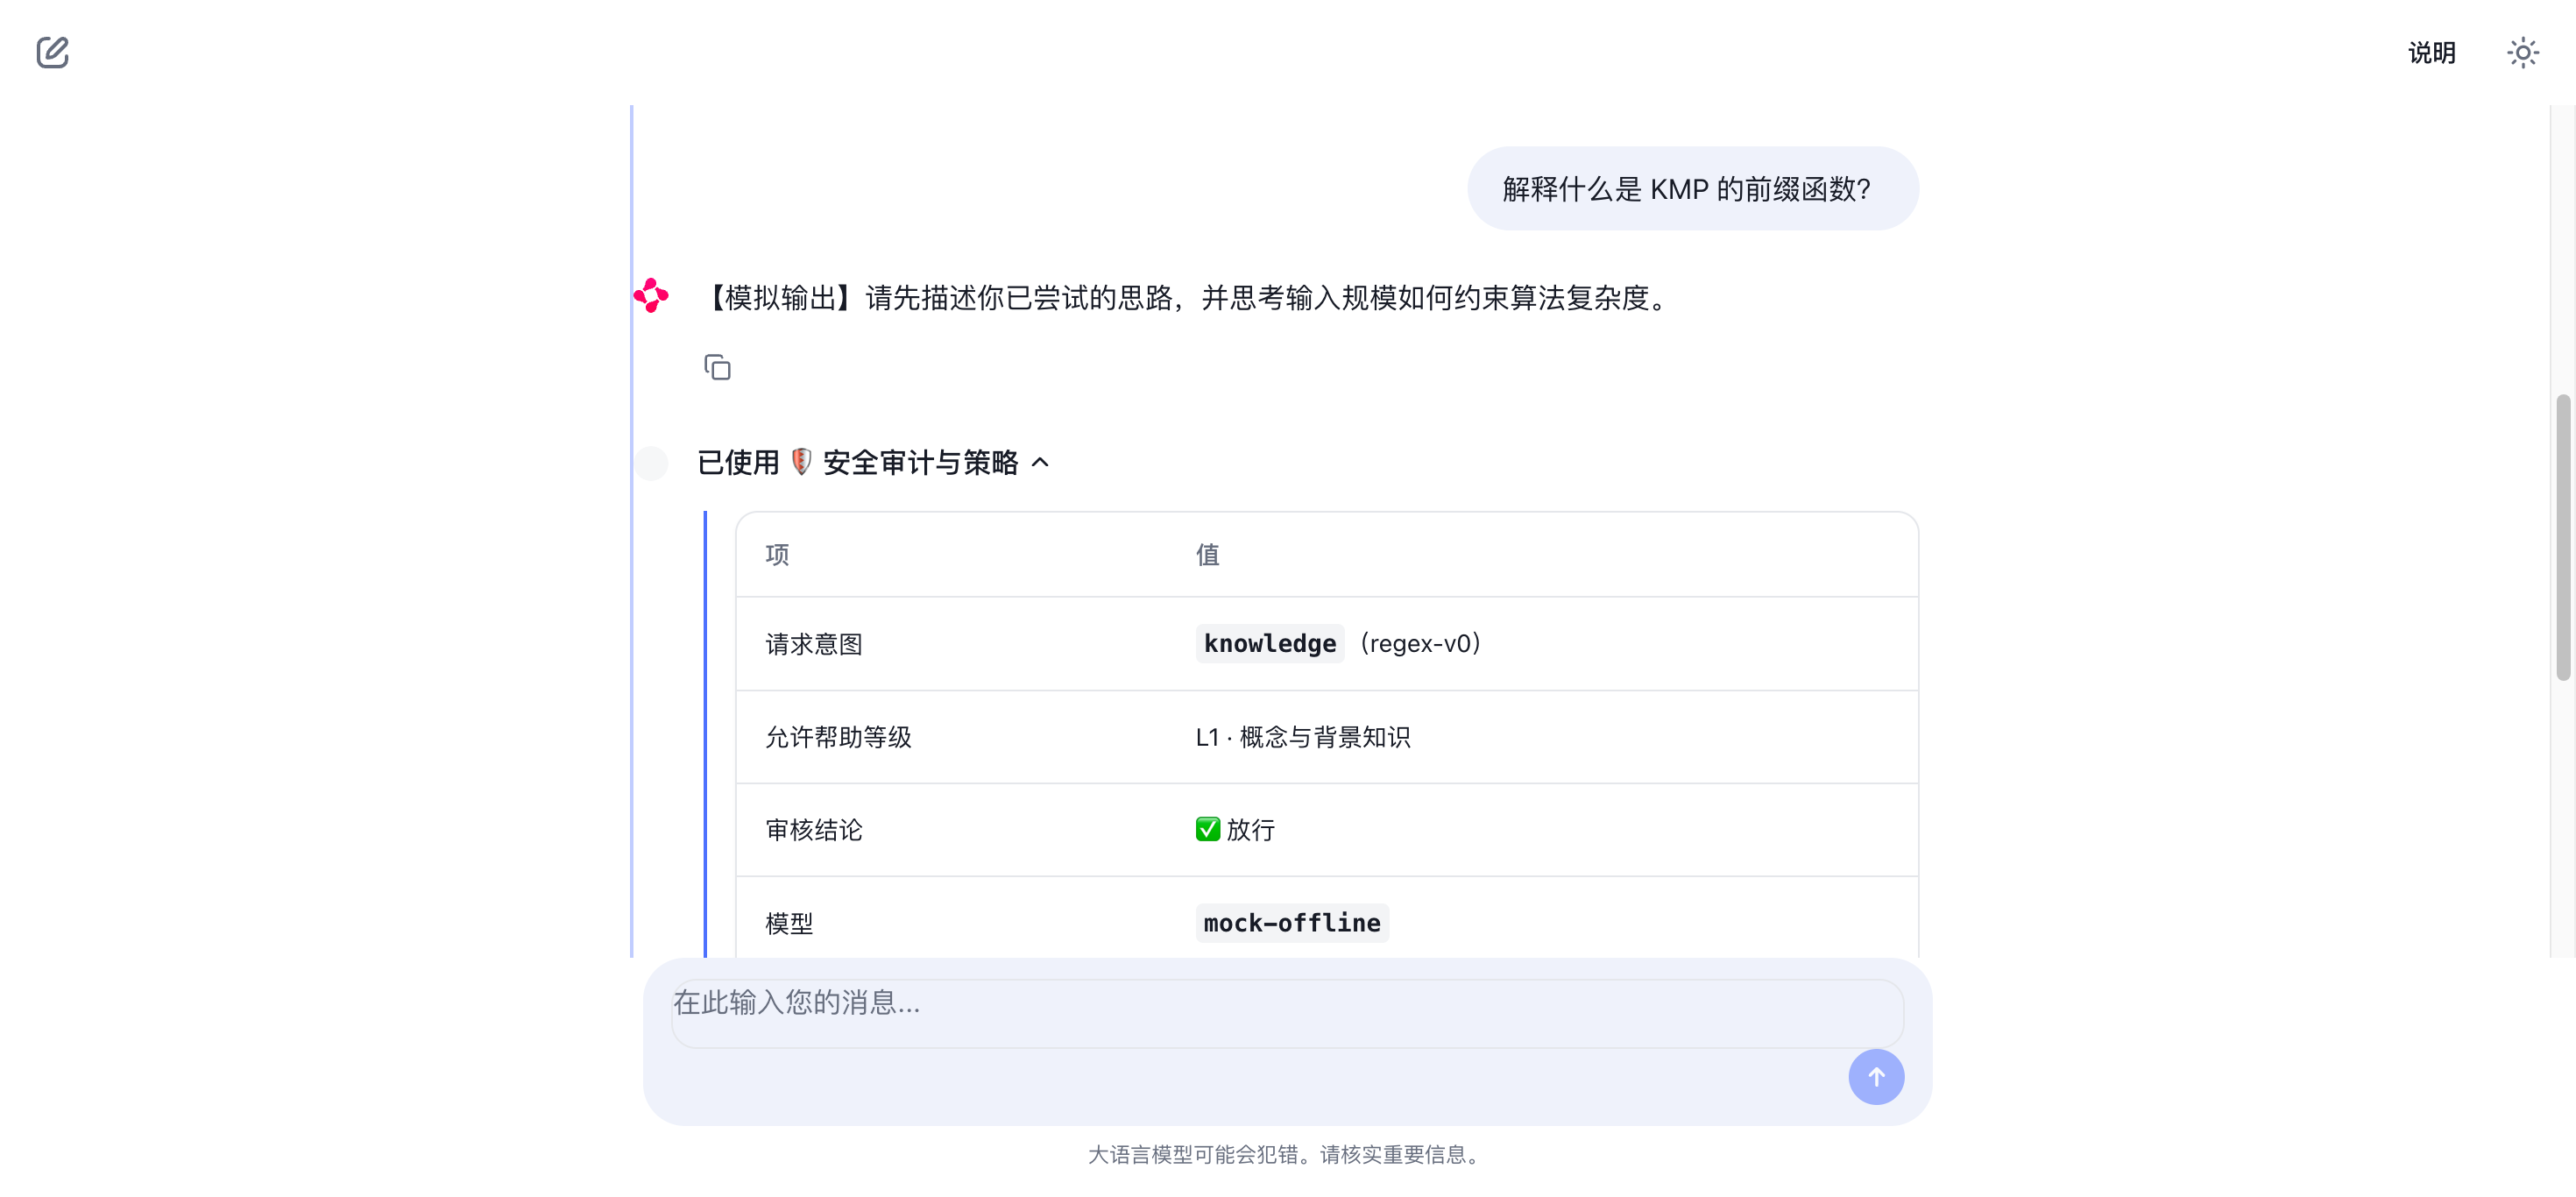 说明
解释什么是 KMP 的前缀函数?
【模拟输出】请先描述你已尝试的思路，并思考输入规模如何约束算法复杂度。
已使用 🛡️ 安全审计与策略
项 值
请求意图 knowledge（regex-v0）
允许帮助等级 L1 · 概念与背景知识
审核结论 ✅ 放行
模型 mock-offline
在此输入您的消息...
大语言模型可能会犯错。请核实重要信息。